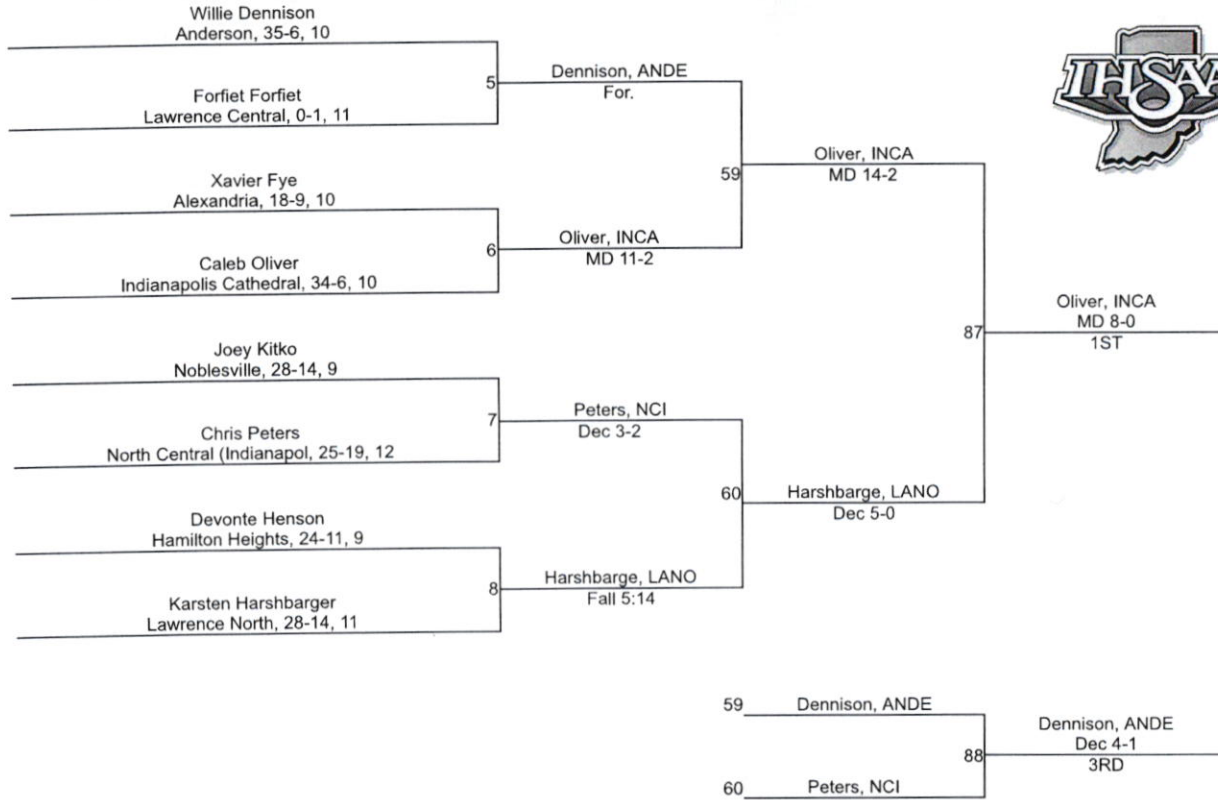 Willie Dennison
Anderson, 35-6, 10
5
Dennison, ANDE
For.
Forfiet Forfiet
Lawrence Central, 0-1, 11
59
Oliver, INCA
MD 14-2
IHSAA
Xavier Fye
Alexandria, 18-9, 10
6
Oliver, INCA
MD 11-2
Caleb Oliver
Indianapolis Cathedral, 34-6, 10
87
Oliver, INCA
MD 8-0
1ST
Joey Kitko
Noblesville, 28-14, 9
7
Peters, NCI
Dec 3-2
Chris Peters
North Central (Indianapol, 25-19, 12
60
Harshbarge, LANO
Dec 5-0
Devonte Henson
Hamilton Heights, 24-11, 9
8
Harshbarge, LANO
Fall 5:14
Karsten Harshbarger
Lawrence North, 28-14, 11
59
Dennison, ANDE
88
Dennison, ANDE
Dec 4-1
3RD
60
Peters, NCI